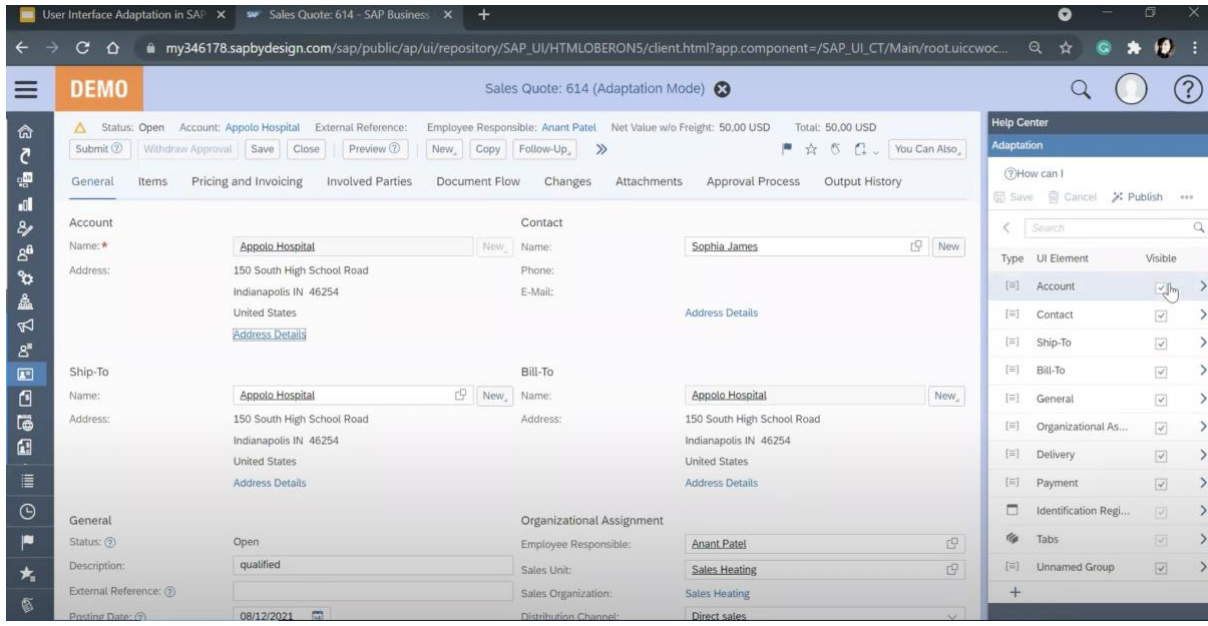 User Interface Adaptation in SAP
Sales Quote: 614 - SAP Business
my346178.sapbydesign.com/sap/public/ap/ui/repository/SAP_UI/HTMLOBERON5/client.html?app.component=/SAP_UI_CT/Main/root.uiccwoc...
DEMO
Sales Quote: 614 (Adaptation Mode)
Status: Open Account: Appolo Hospital External Reference: Employee Responsible: Anant Patel Net Value w/o Freight: 50,00 USD Total: 50,00 USD
Submit Withdraw Approval Save Close Preview New Copy Follow-Up You Can Also
General Items Pricing and Invoicing Involved Parties Document Flow Changes Attachments Approval Process Output History
Account
Name: * Appolo Hospital New
Address: 150 South High School Road
Indianapolis IN 46254
United States
Address Details
Contact
Name: Sophia James New
Phone:
E-Mail:
Address Details
Ship-To
Name: Appolo Hospital New
Address: 150 South High School Road
Indianapolis IN 46254
United States
Address Details
Bill-To
Name: Appolo Hospital New
Address: 150 South High School Road
Indianapolis IN 46254
United States
Address Details
General
Status: Open
Description: qualified
External Reference:
Posting Date: 08/12/2021
Organizational Assignment
Employee Responsible: Anant Patel
Sales Unit: Sales Heating
Sales Organization: Sales Heating
Distribution Channel: Direct sales
Help Center
Adaptation
How can I
Save Cancel Publish
Search
Type UI Element Visible
Account
Contact
Ship-To
Bill-To
General
Organizational As...
Delivery
Payment
Identification Regi...
Tabs
Unnamed Group